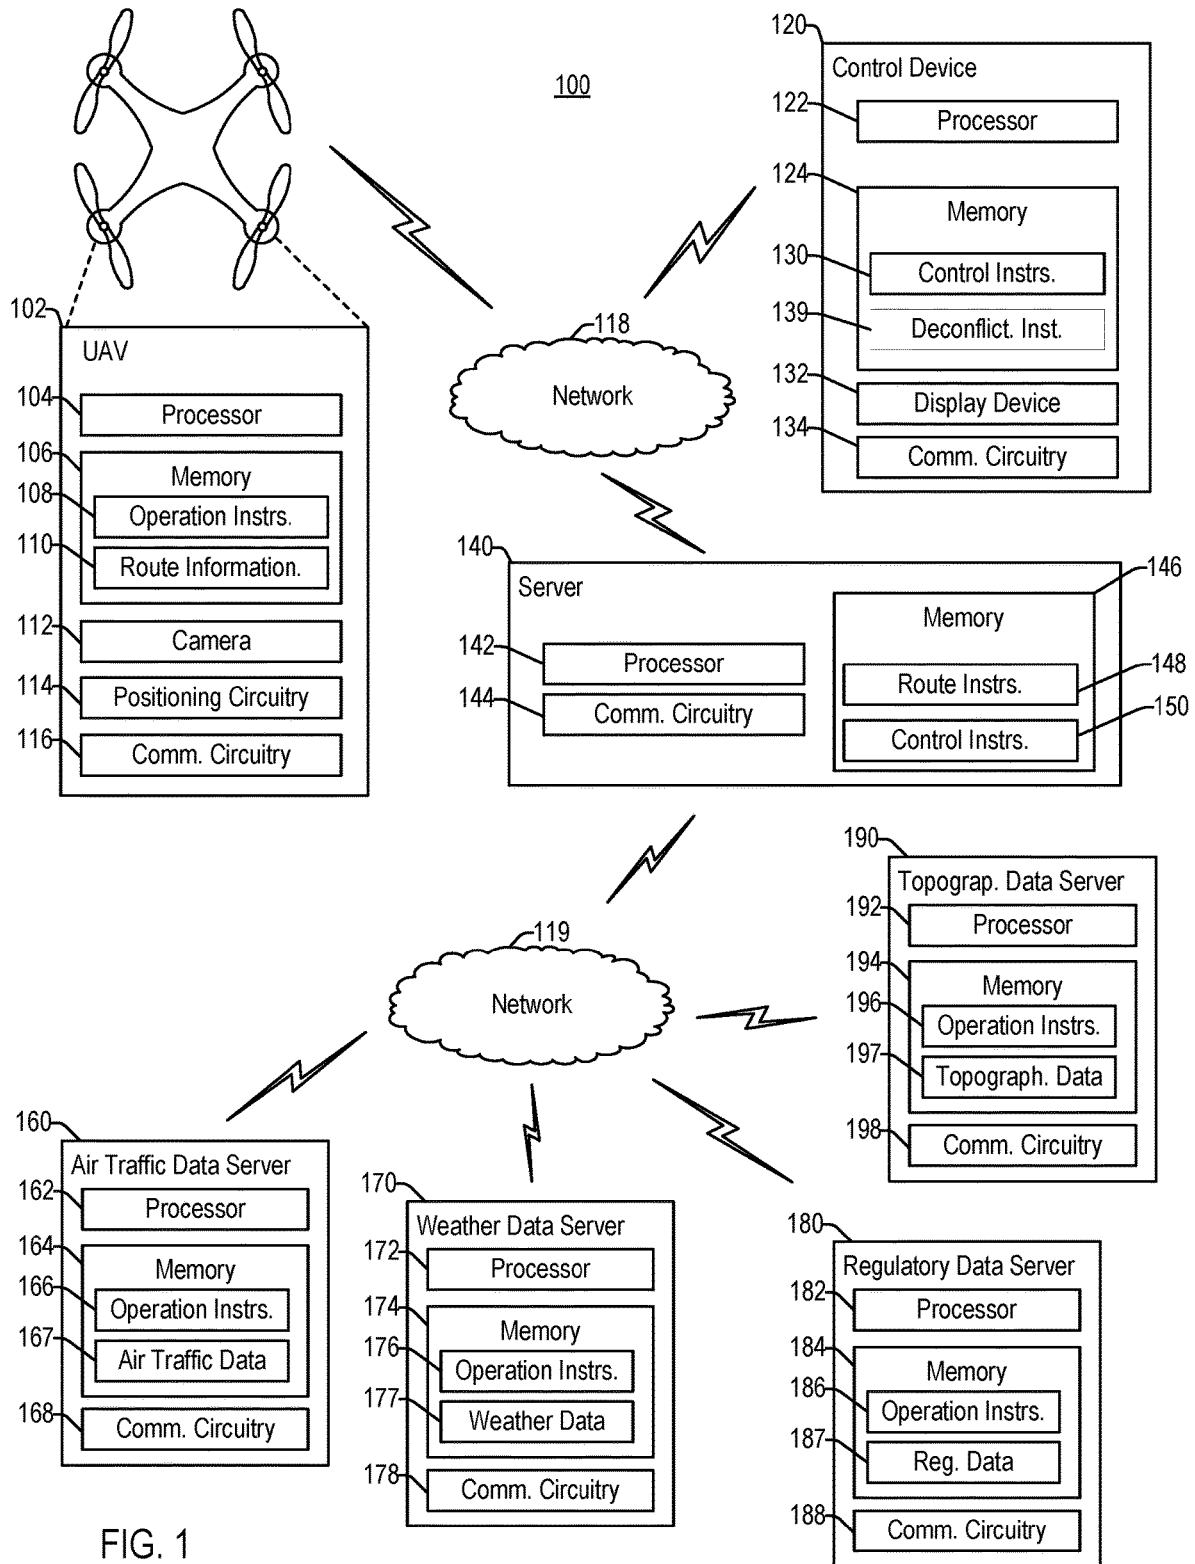 100
120
Control Device
122
Processor
124
Memory
130
Control Instrs.
139
Deconflict. Inst.
132
Display Device
134
Comm. Circuitry
102
UAV
104
Processor
106
Memory
108
Operation Instrs.
110
Route Information.
112
Camera
114
Positioning Circuitry
116
Comm. Circuitry
118
Network
140
Server
142
Processor
144
Comm. Circuitry
146
Memory
Route Instrs.
148
Control Instrs.
150
119
Network
190
Topograp. Data Server
192
Processor
194
Memory
196
Operation Instrs.
197
Topograph. Data
198
Comm. Circuitry
160
Air Traffic Data Server
162
Processor
164
Memory
166
Operation Instrs.
167
Air Traffic Data
168
Comm. Circuitry
170
Weather Data Server
172
Processor
174
Memory
176
Operation Instrs.
177
Weather Data
178
Comm. Circuitry
180
Regulatory Data Server
182
Processor
184
Memory
186
Operation Instrs.
187
Reg. Data
188
Comm. Circuitry
FIG. 1